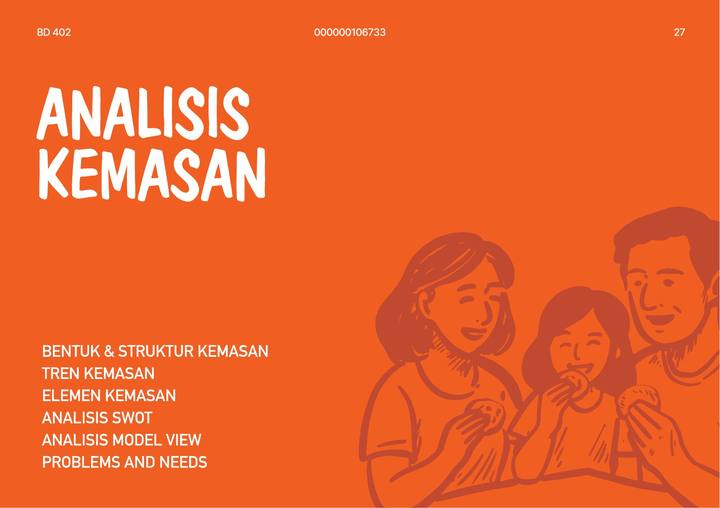 BD 402
000000106733
27
ANALISIS
KEMASAN
BENTUK & STRUKTUR KEMASAN
TREN KEMASAN
ELEMEN KEMASAN
ANALISIS SWOT
ANALISIS MODEL VIEW
PROBLEMS AND NEEDS